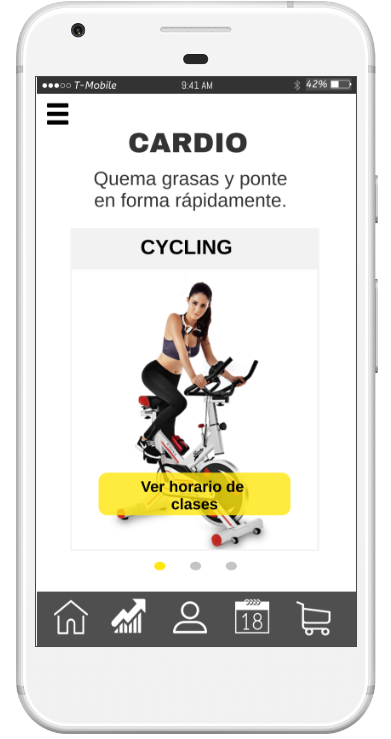 T-Mobile 9:41 AM 42%
CARDIO
Quema grasas y ponte
en forma rápidamente.
CYCLING
Ver horario de
clases
18